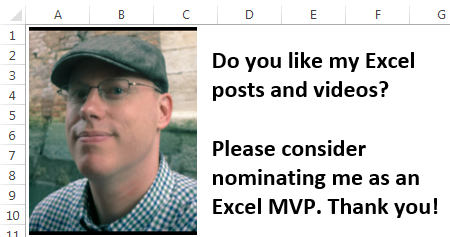 A B C D E F G
1
2
3
4
5
6
7
8
9
10
11
Do you like my Excel
posts and videos?
Please consider
nominating me as an
Excel MVP. Thank you!